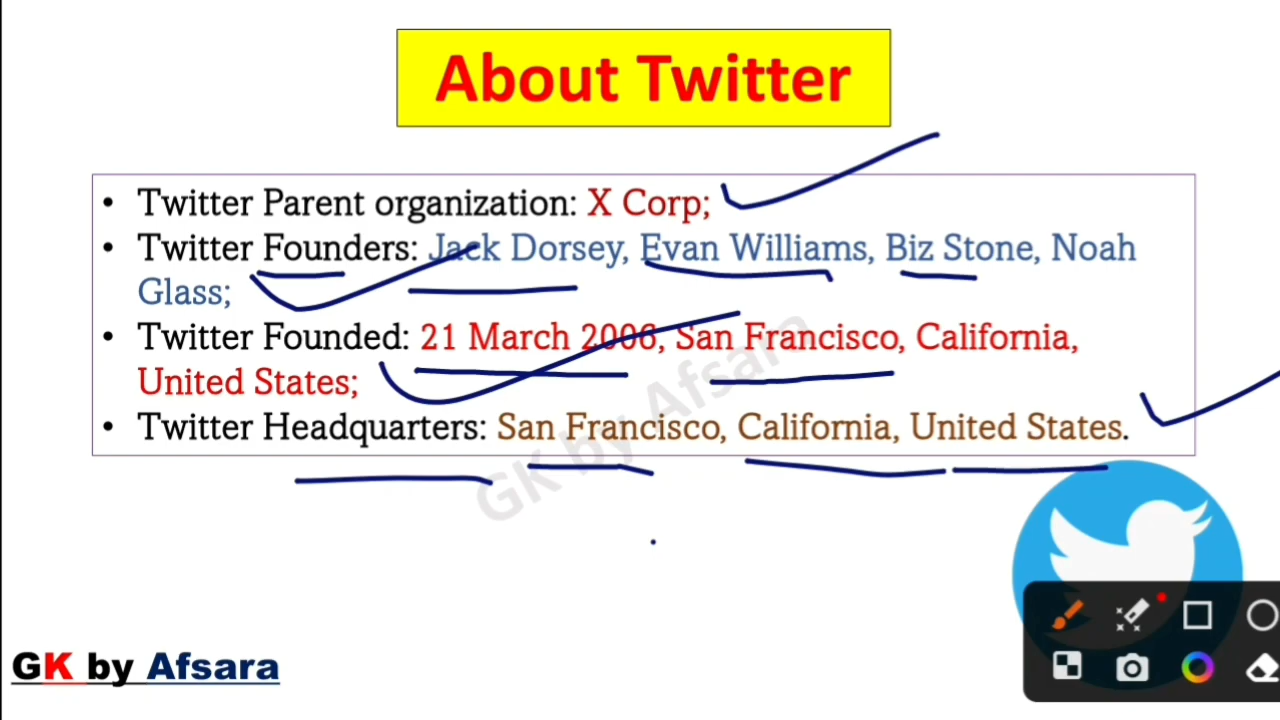 About Twitter
• Twitter Parent organization: X Corp;
• Twitter Founders: Jack Dorsey, Evan Williams, Biz Stone, Noah
Glass;
• Twitter Founded: 21 March 2006, San Francisco, California,
United States;
• Twitter Headquarters: San Francisco, California, United States.
GK by Afsara
GK by Afsara